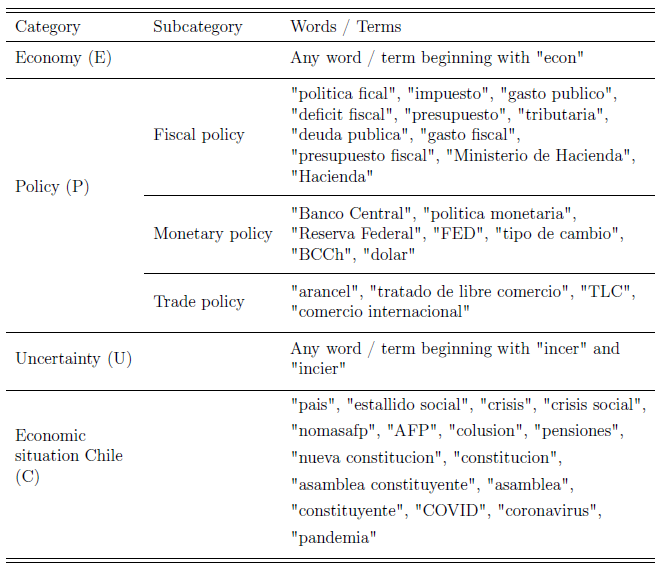 Category Subcategory Words / Terms
Economy (E) Any word / term beginning with "econ"
Policy (P)
Fiscal policy
"politica fical", "impuesto", "gasto publico",
"deficit fiscal", "presupuesto", "tributaria",
"deuda publica", "gasto fiscal",
"presupuesto fiscal", "Ministerio de Hacienda",
"Hacienda"
Monetary policy
"Banco Central", "politica monetaria",
"Reserva Federal", "FED", "tipo de cambio",
"BCCh", "dolar"
Trade policy
"arancel", "tratado de libre comercio", "TLC",
"comercio internacional"
Uncertainty (U)
Any word / term beginning with "incer" and
"incier"
Economic
situation Chile
(C)
"pais", "estallido social", "crisis", "crisis social",
"nomasafp", "AFP", "colusion", "pensiones",
"nueva constitucion", "constitucion",
"asamblea constituyente", "asamblea",
"constituyente", "COVID", "coronavirus",
"pandemia"